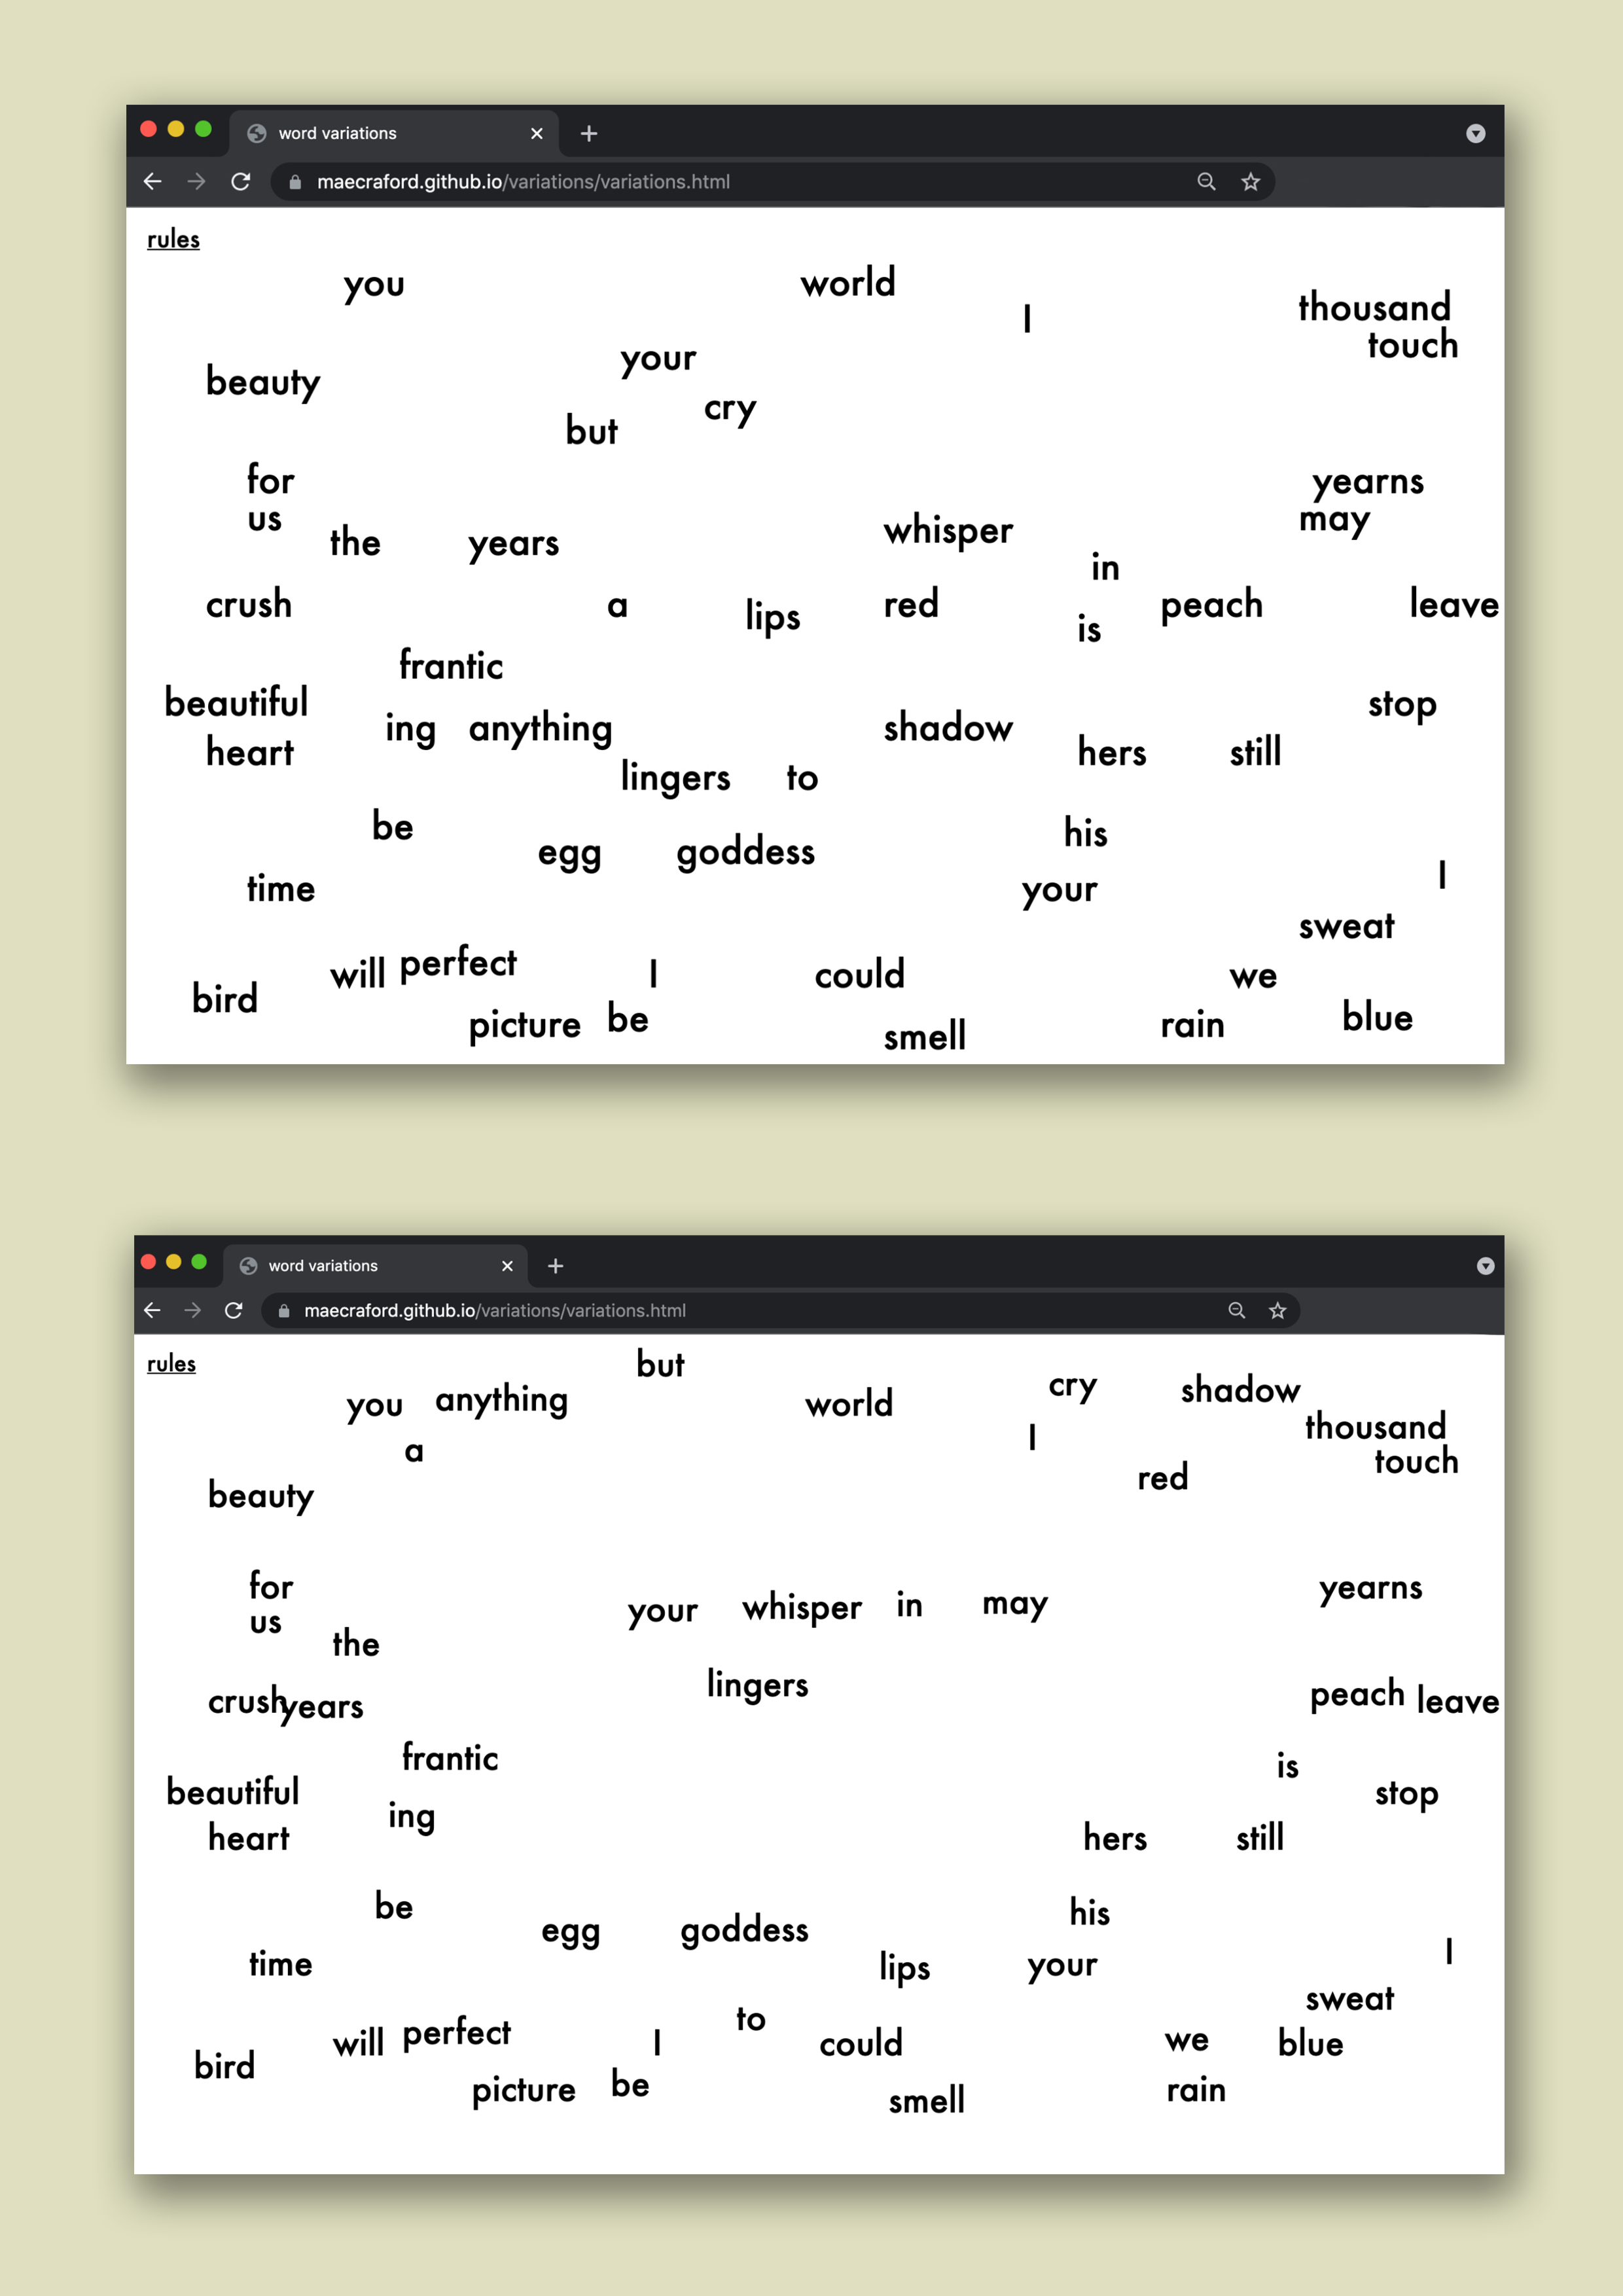 word variations
maecraford.github.io/variations/variations.html
rules
you world
I thousand
touch
your
beauty
cry
but
for yearns
us may
the years whisper
in
crush a lips red peach leave
is
frantic
beautiful stop
ing anything shadow
heart hers still
lingers to
be his
egg goddess
time your I
sweat
will perfect I could we
bird
picture be rain blue
smell
word variations
maecraford.github.io/variations/variations.html
rules
but
you anything world cry shadow
thousand
a I touch
red
beauty
for yearns
us your whisper in may
the
lingers
crush years peach leave
frantic is
beautiful stop
ing
heart hers still
be his
egg goddess
time lips your I
sweat
to
will perfect I could we blue
bird
picture be rain
smell